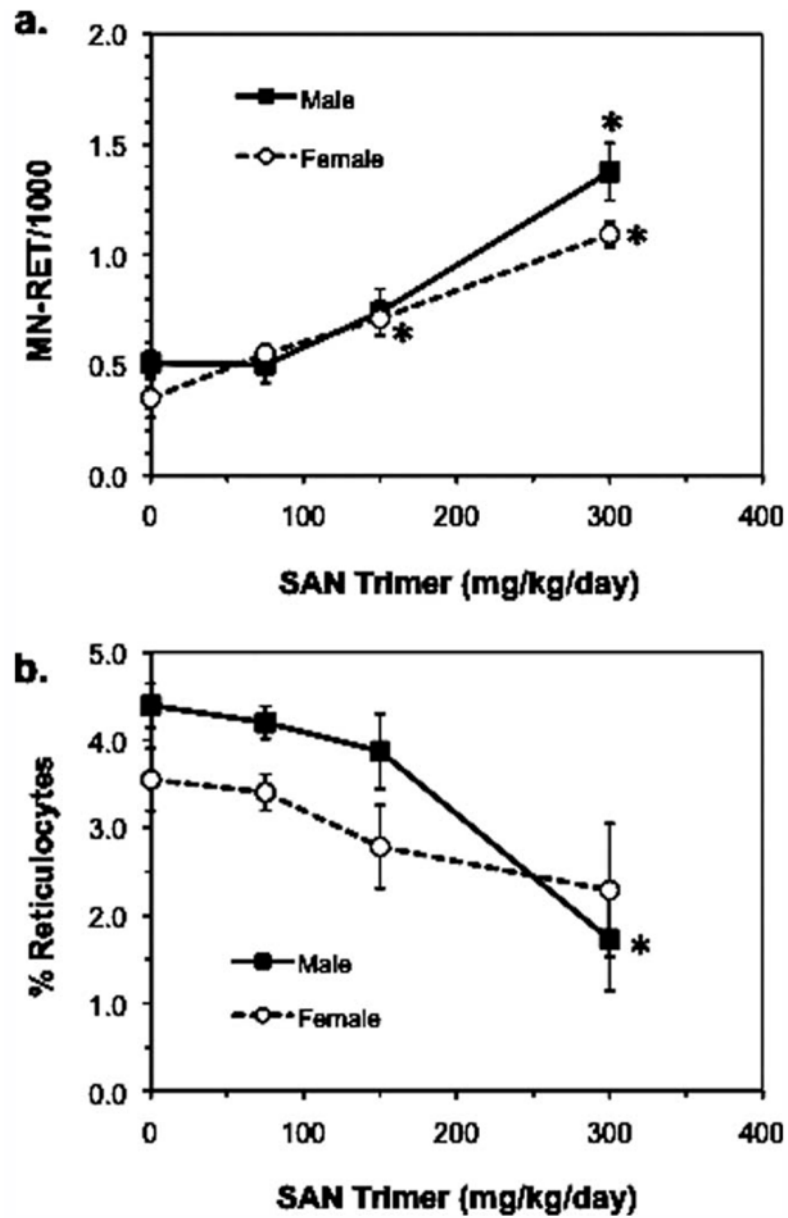 a.
2.0
1.5
1.0
0.5
0.0
MN-RET/1000
Male
Female
*
*
*
0 100 200 300 400
SAN Trimer (mg/kg/day)
b.
5.0
4.0
3.0
2.0
1.0
0.0
% Reticulocytes
Male
Female
*
0 100 200 300 400
SAN Trimer (mg/kg/day)